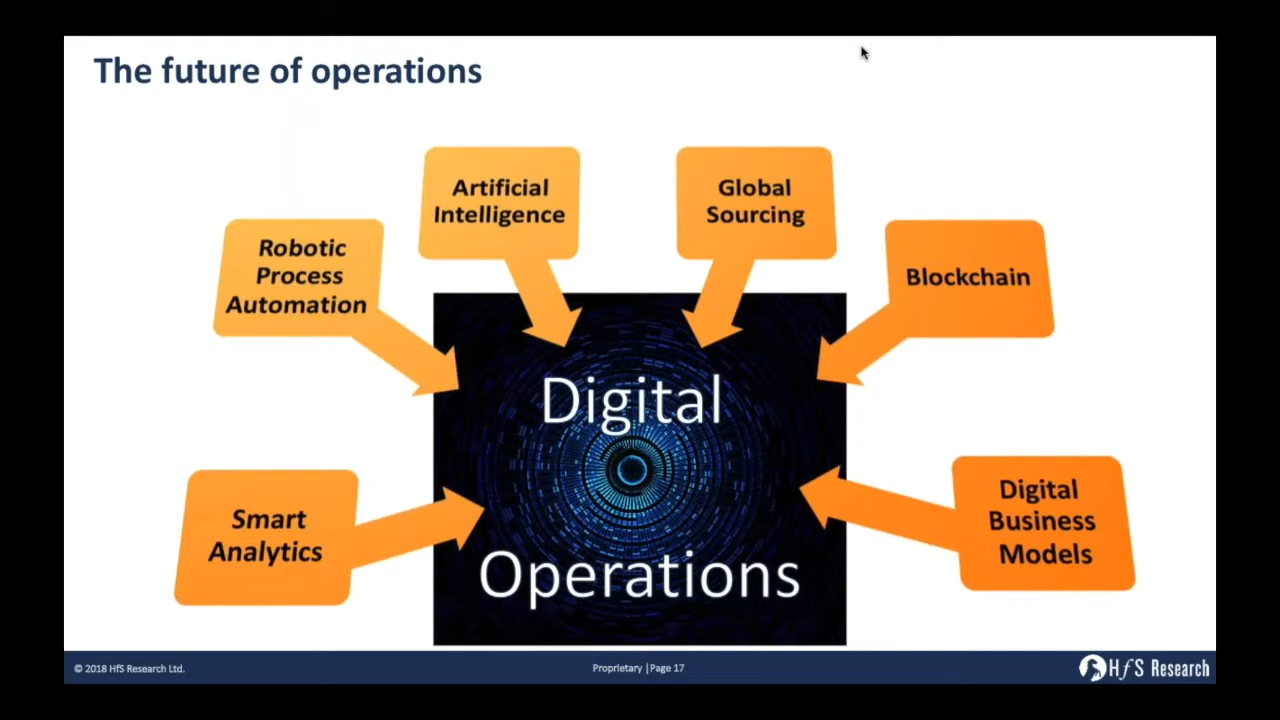 The future of operations
Artificial
Intelligence
Global
Sourcing
Robotic
Process
Automation
Blockchain
Digital
Operations
Smart
Analytics
Digital
Business
Models
© 2018 HfS Research Ltd.
Proprietary | Page 17
HfS Research